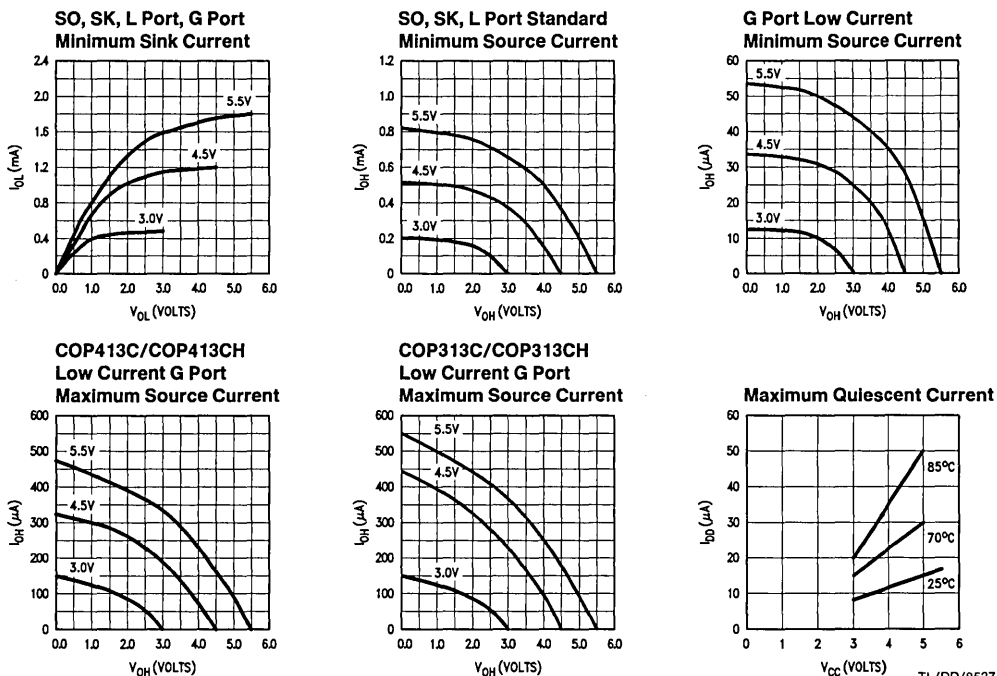 SO, SK, L Port, G Port
Minimum Sink Current
2.4
2.0
1.6
1.2
0.8
0.4
0
I_OL (mA)
5.5V
4.5V
3.0V
0.0 1.0 2.0 3.0 4.0 5.0 6.0
V_OL (VOLTS)
SO, SK, L Port Standard
Minimum Source Current
1.2
1.0
0.8
0.6
0.4
0.2
0
I_OH (mA)
5.5V
4.5V
3.0V
0.0 1.0 2.0 3.0 4.0 5.0 6.0
V_OH (VOLTS)
G Port Low Current
Minimum Source Current
60
50
40
30
20
10
0
I_OH (μA)
5.5V
4.5V
3.0V
0.0 1.0 2.0 3.0 4.0 5.0 6.0
V_OH (VOLTS)
COP413C/COP413CH
Low Current G Port
Maximum Source Current
600
500
400
300
200
100
0
I_OH (μA)
5.5V
4.5V
3.0V
0.0 1.0 2.0 3.0 4.0 5.0 6.0
V_OH (VOLTS)
COP313C/COP313CH
Low Current G Port
Maximum Source Current
600
500
400
300
200
100
0
I_OH (μA)
5.5V
4.5V
3.0V
0.0 1.0 2.0 3.0 4.0 5.0 6.0
V_OH (VOLTS)
Maximum Quiescent Current
60
50
40
30
20
10
0
I_DD (μA)
85°C
70°C
25°C
0 1 2 3 4 5 6
V_CC (VOLTS)